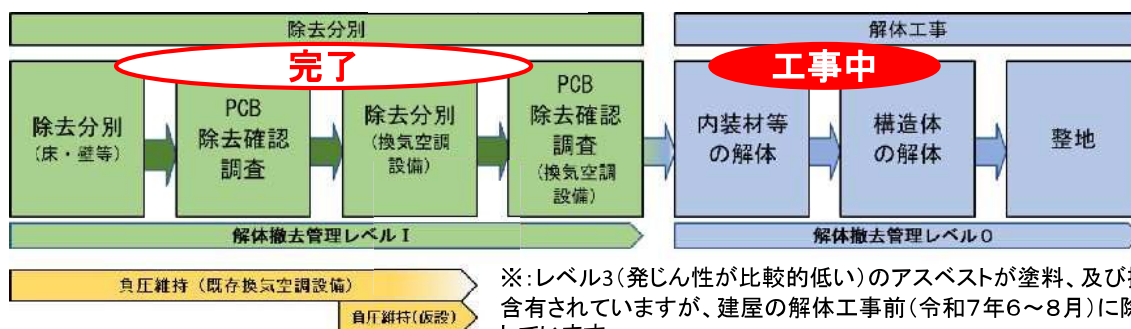 除去分別
解体工事
完了
工事中
除去分別
(床・壁等)
PCB
除去確認
調査
除去分別
(換気空調
設備)
PCB
除去確認
調査
(換気空調
設備)
内装材等
の解体
構造体
の解体
整地
解体撤去管理レベルⅠ
解体撤去管理レベル0
負圧維持(既存換気空調設備)
負圧維持(仮設)
※:レベル3(発じん性が比較的低い)のアスベストが塗料、及び
含有されていますが、建屋の解体工事前(令和7年6~8月)に除
しています